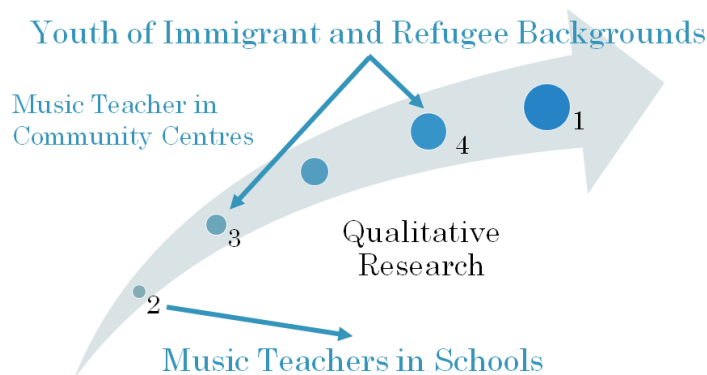 Youth of Immigrant and Refugee Backgrounds
Music Teacher in
Community Centres
1
4
3
Qualitative
Research
2
Music Teachers in Schools